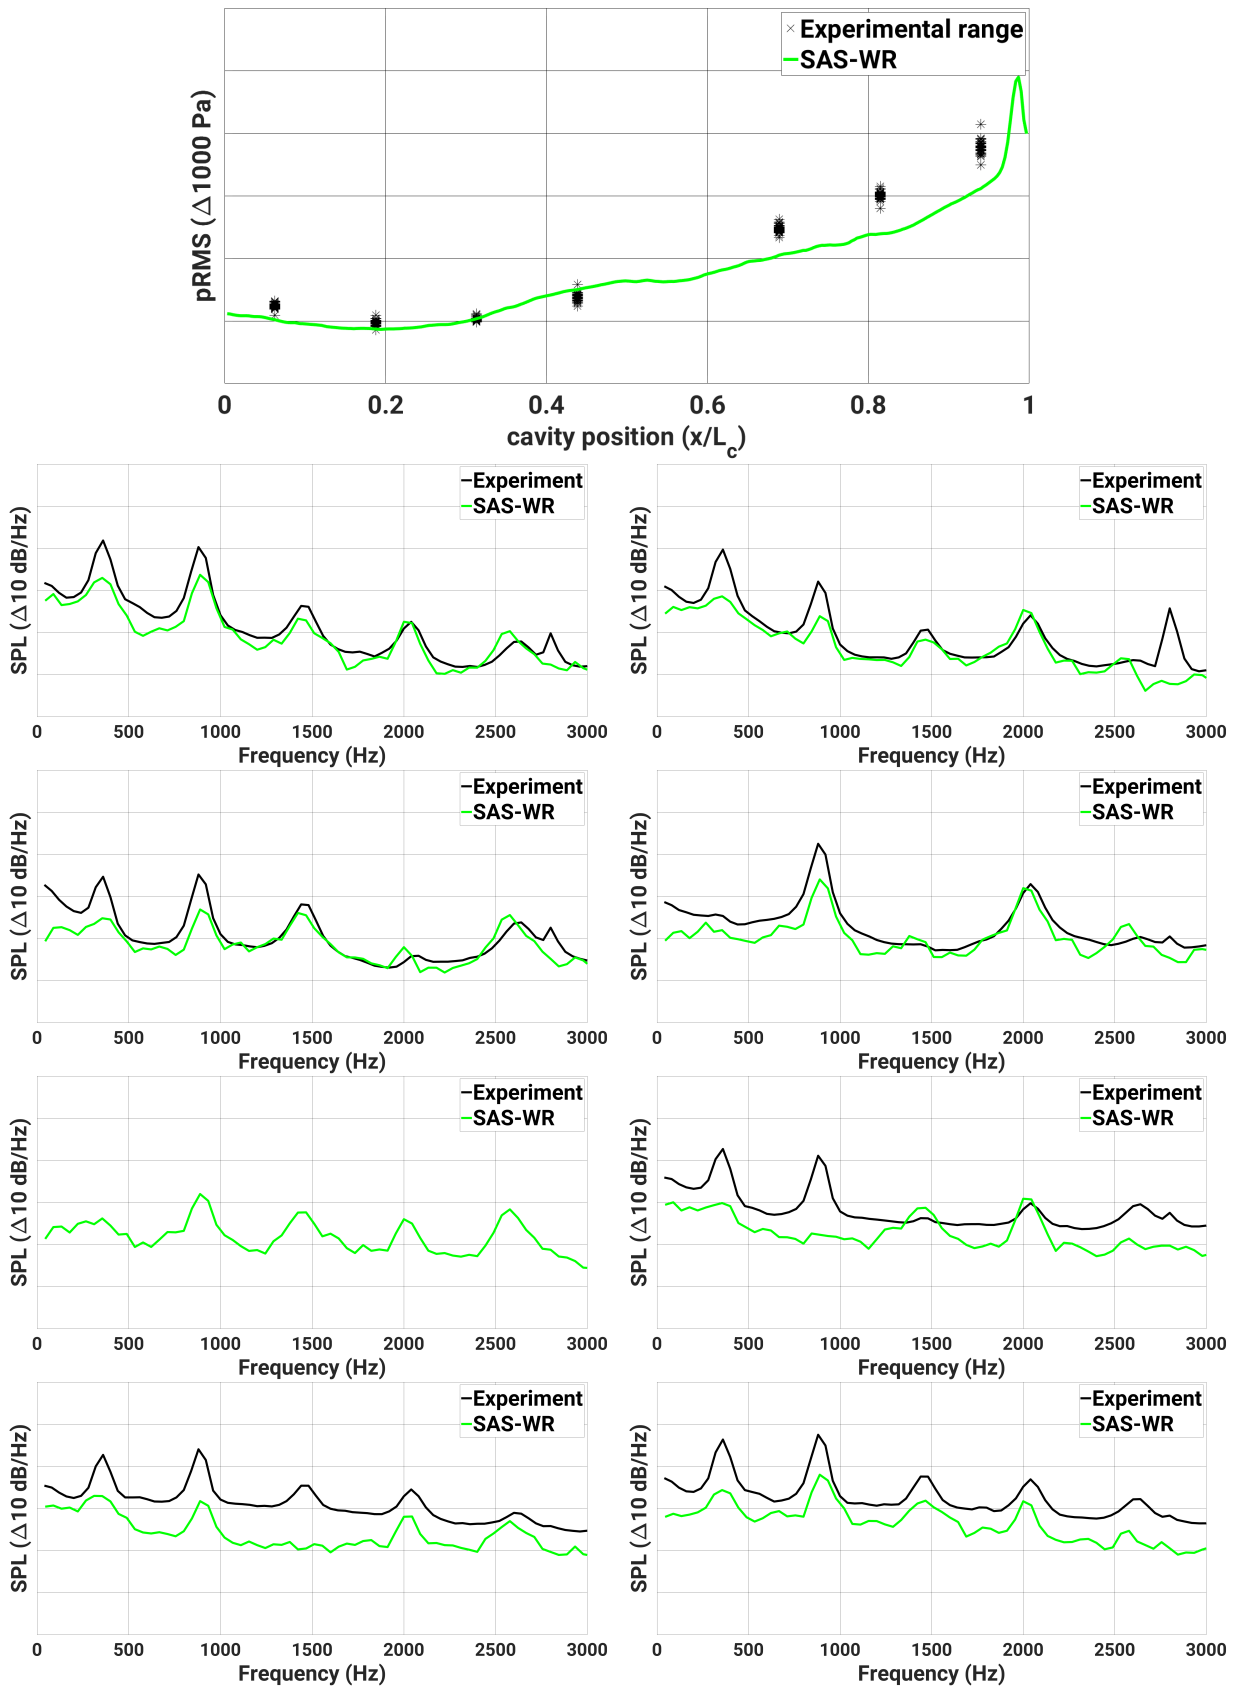 Experimental range
SAS-WR
pRMS (Δ1000 Pa)
0 0.2 0.4 0.6 0.8 1
cavity position (x/Lc)
Experiment
SAS-WR
SPL (Δ10 dB/Hz)
0 500 1000 1500 2000 2500 3000
Frequency (Hz)
Experiment
SAS-WR
SPL (Δ10 dB/Hz)
0 500 1000 1500 2000 2500 3000
Frequency (Hz)
Experiment
SAS-WR
SPL (Δ10 dB/Hz)
0 500 1000 1500 2000 2500 3000
Frequency (Hz)
Experiment
SAS-WR
SPL (Δ10 dB/Hz)
0 500 1000 1500 2000 2500 3000
Frequency (Hz)
Experiment
SAS-WR
SPL (Δ10 dB/Hz)
0 500 1000 1500 2000 2500 3000
Frequency (Hz)
Experiment
SAS-WR
SPL (Δ10 dB/Hz)
0 500 1000 1500 2000 2500 3000
Frequency (Hz)
Experiment
SAS-WR
SPL (Δ10 dB/Hz)
0 500 1000 1500 2000 2500 3000
Frequency (Hz)
Experiment
SAS-WR
SPL (Δ10 dB/Hz)
0 500 1000 1500 2000 2500 3000
Frequency (Hz)